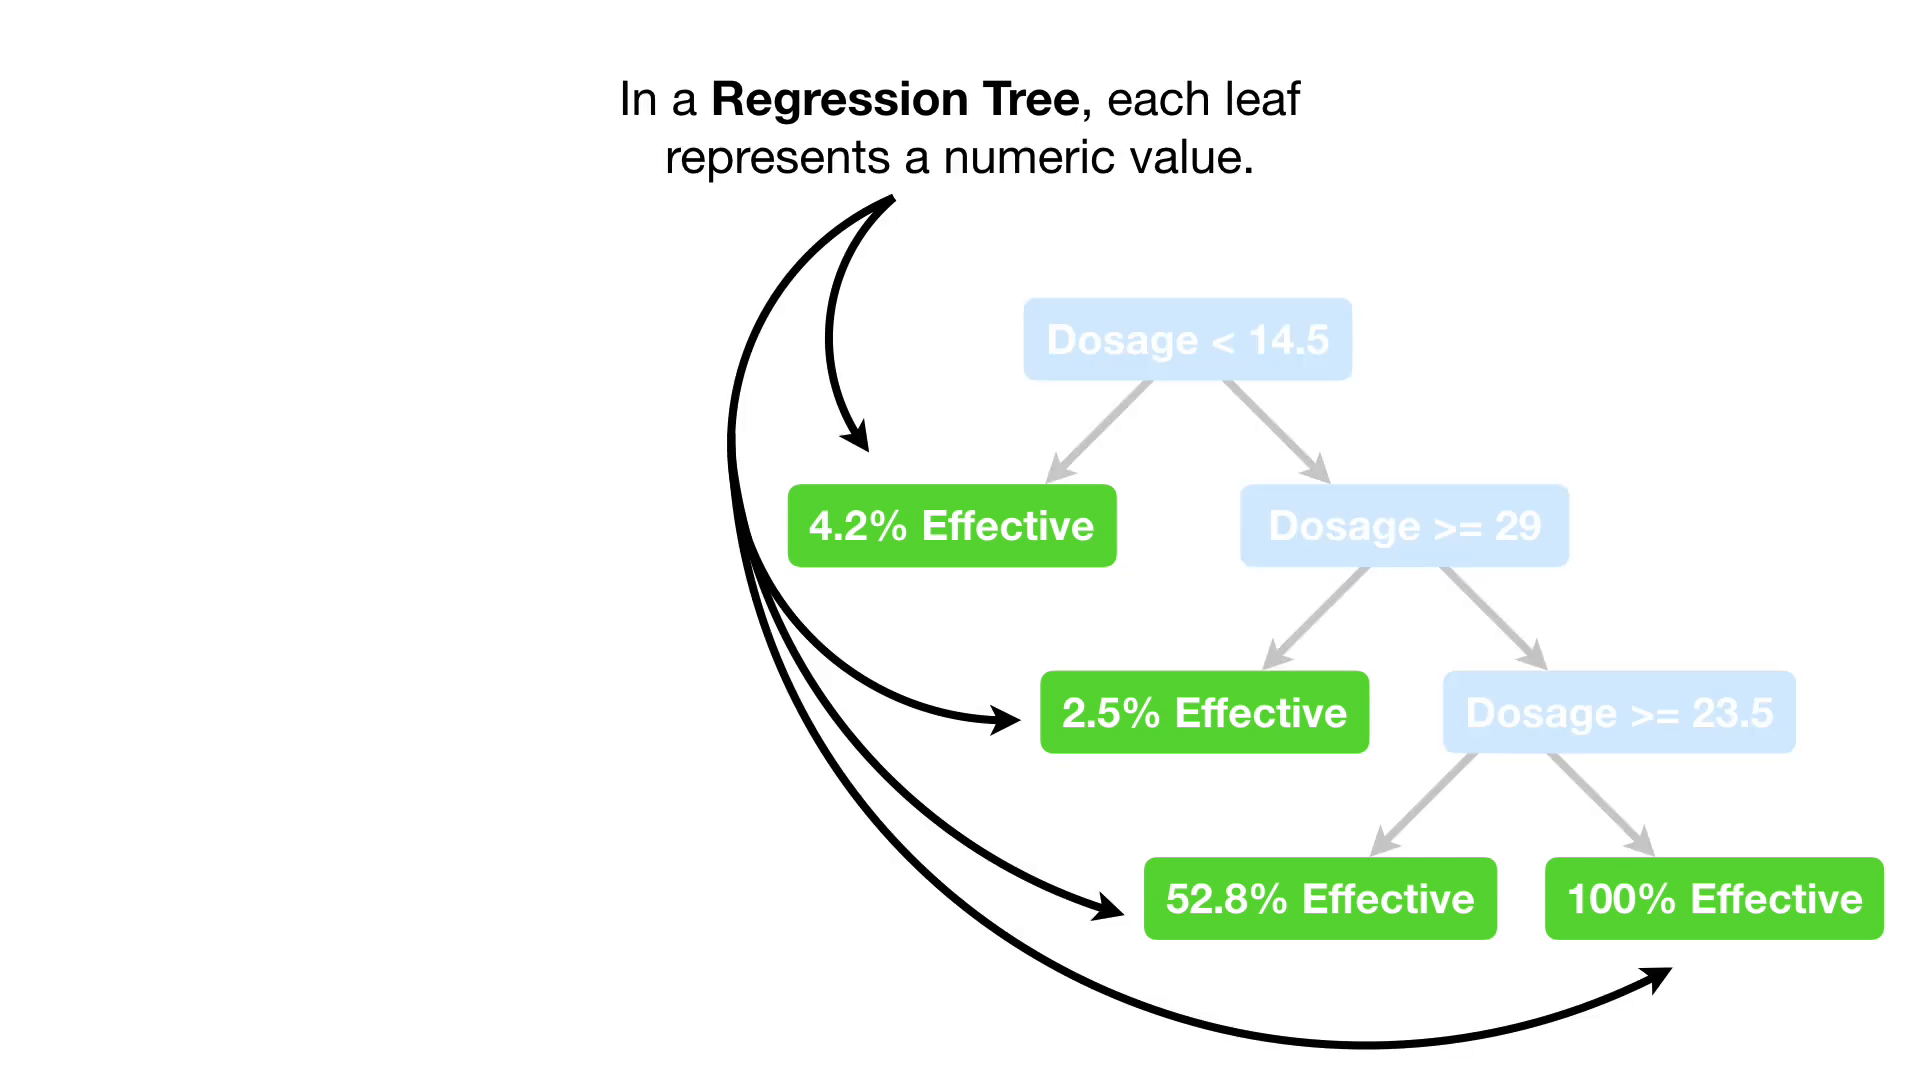 In a Regression Tree, each leaf
represents a numeric value.
Dosage < 14.5
4.2% Effective
Dosage >= 29
2.5% Effective
Dosage >= 23.5
52.8% Effective
100% Effective